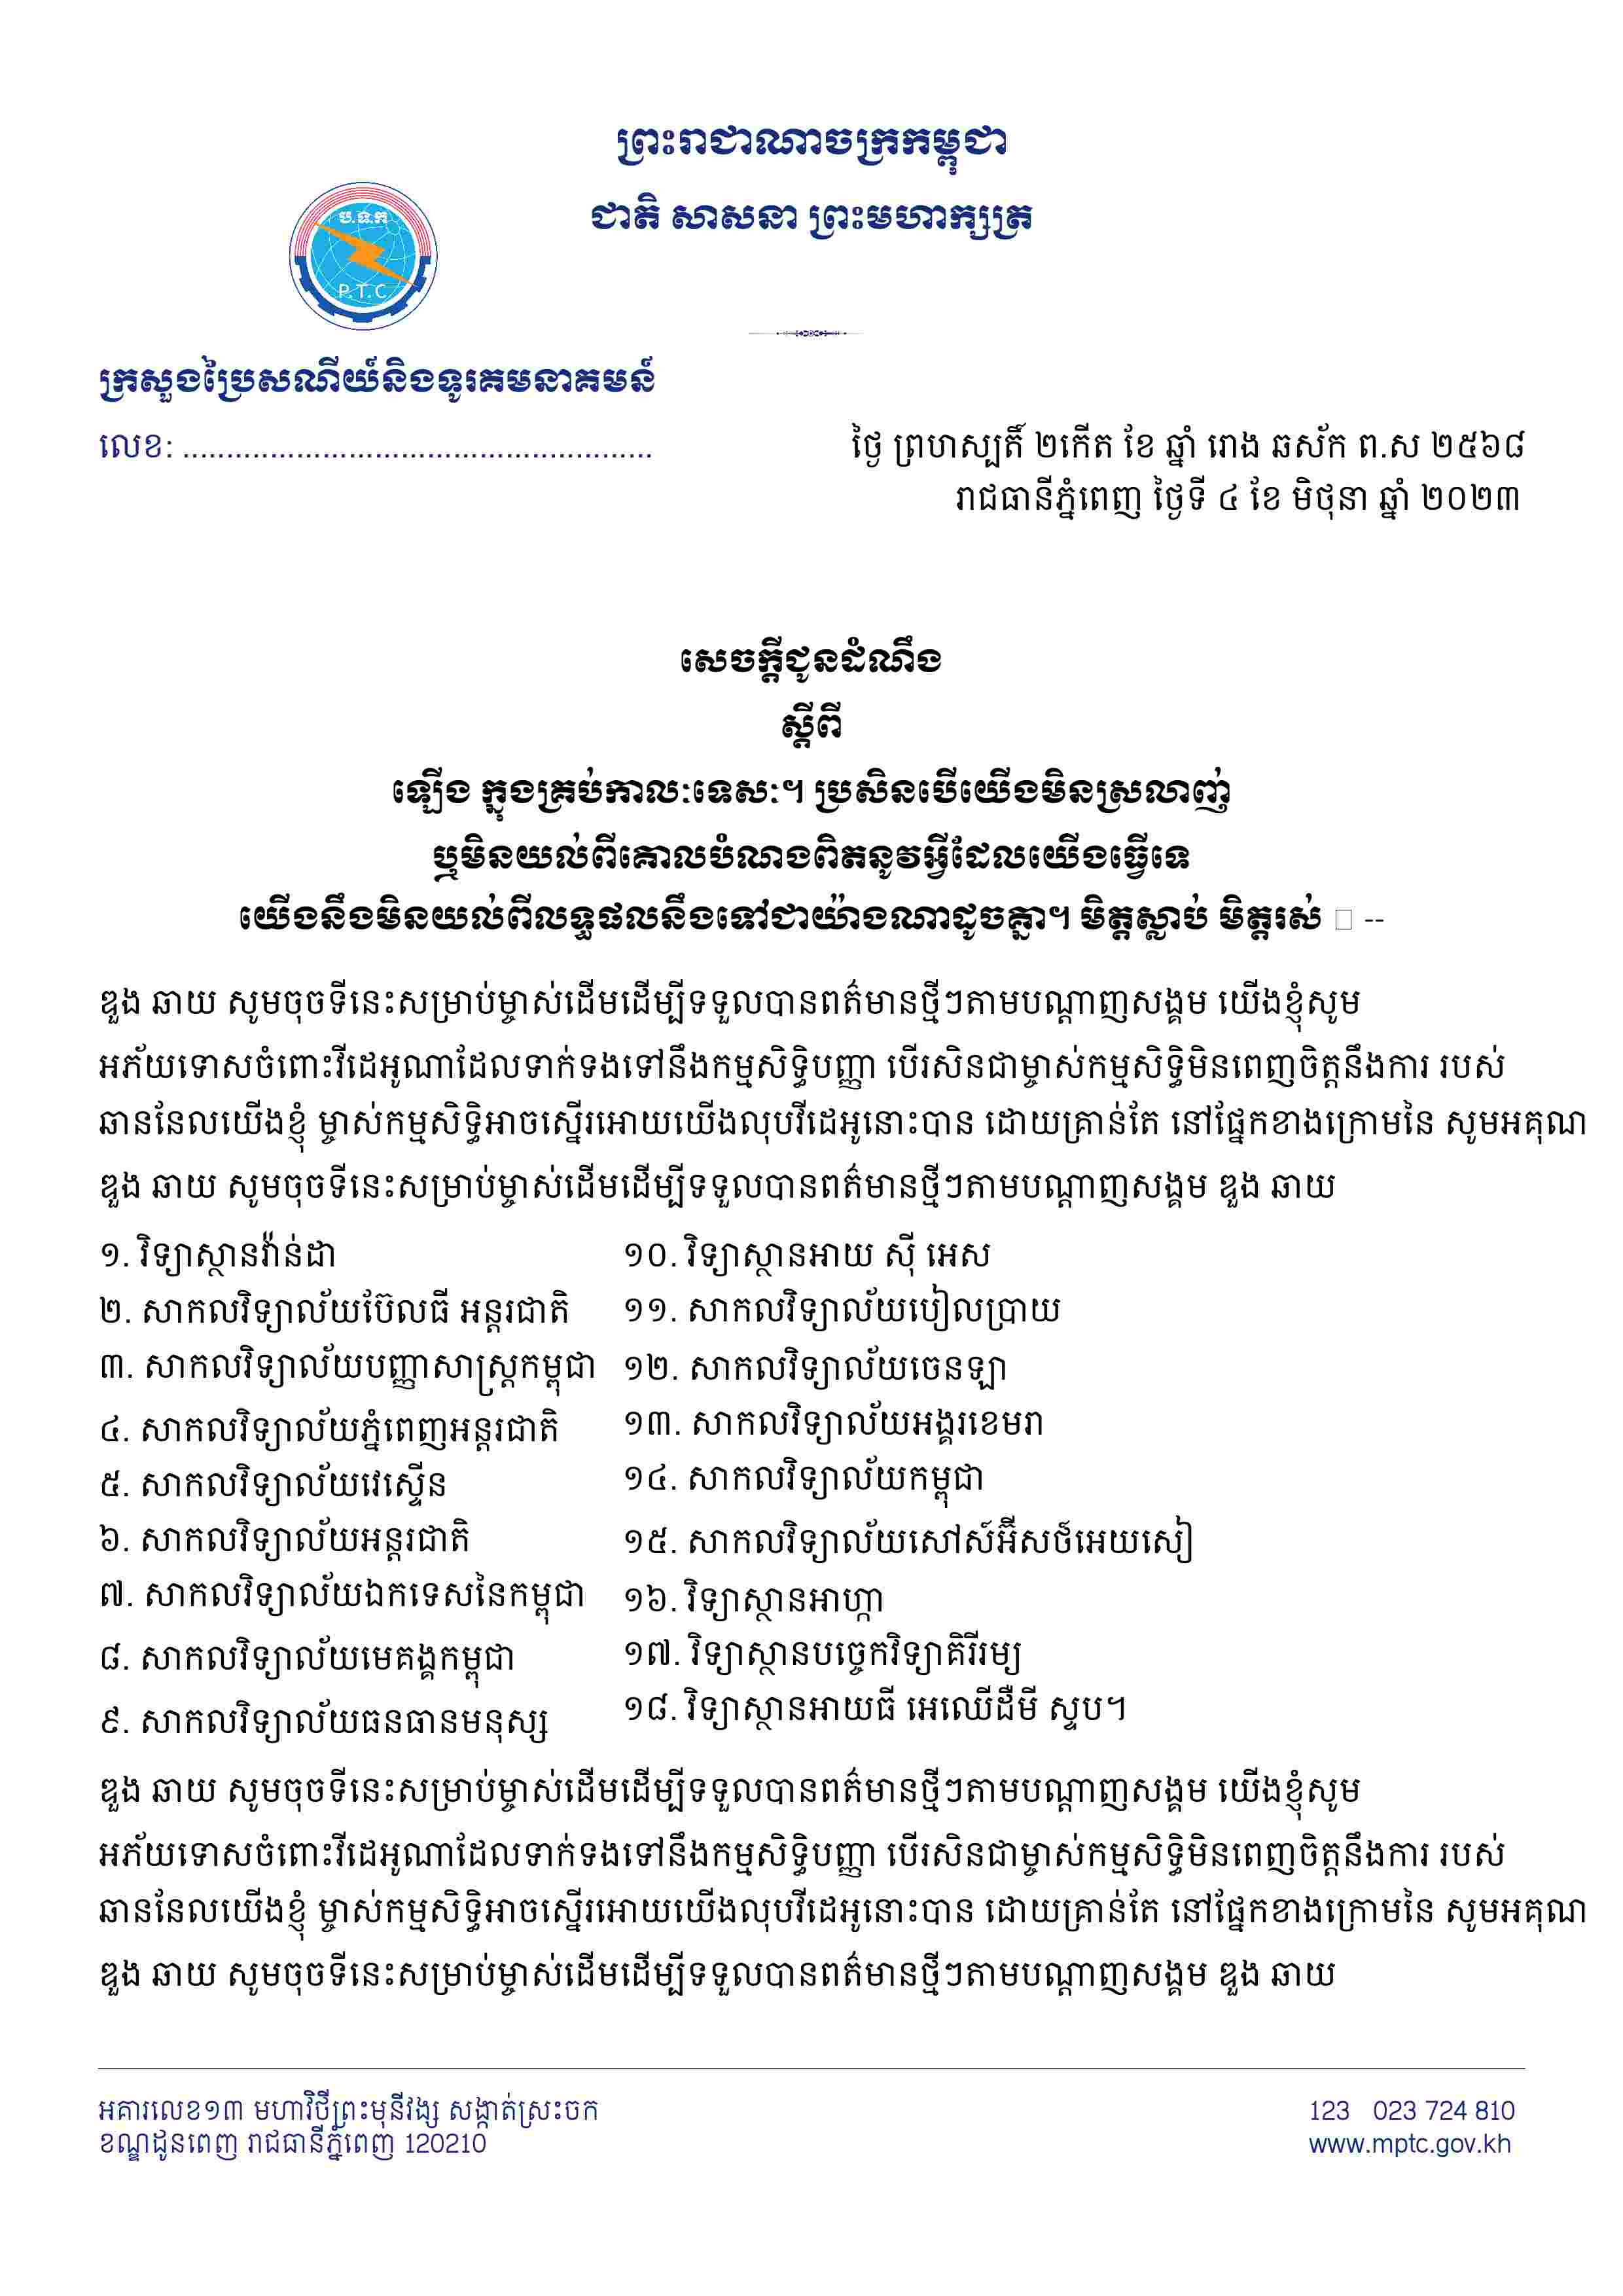 ព្រះរាជាណាចក្រកម្ពុជា
ជាតិ សាសនា ព្រះមហាក្សត្រ
ប.ទ.ក
P.T.C
ក្រសួងប្រៃសណីយ៍និងទូរគមនាគមន៍
លេខ: ......................................................
ថ្ងៃ ព្រហស្បតិ៍ ២កើត ខែ ឆ្នាំ រោង ឆស័ក ព.ស ២៥៦៨
រាជធានីភ្នំពេញ ថ្ងៃទី ៤ ខែ មិថុនា ឆ្នាំ ២០២៣
សេចក្តីជូនដំណឹង
ស្តីពី
ឡើង ក្នុងគ្រប់កាលៈទេសៈ។ ប្រសិនបើយើងមិនស្រលាញ់
ឬមិនយល់ពីគោលបំណងពិតនូវអ្វីដែលយើងធ្វើទេ
យើងនឹងមិនយល់ពីលទ្ធផលនឹងទៅជាយ៉ាងណាដូចគ្នា។ មិត្តស្លាប់ មិត្តរស់ --
ឌួង ឆាយ សូមចុចទីនេះសម្រាប់ម្ចាស់ដើមដើម្បីទទួលបានពត៌មានថ្មីៗតាមបណ្តាញសង្គម យើងខ្ញុំសូម
អភ័យទោសចំពោះវីដេអូណាដែលទាក់ទងទៅនឹងកម្មសិទ្ធិបញ្ញា បើរសិនជាម្ចាស់កម្មសិទ្ធិមិនពេញចិត្តនឹងការ របស់
ឆាននែលយើងខ្ញុំ ម្ចាស់កម្មសិទ្ធិអាចស្នើរអោយយើងលុបវីដេអូនោះបាន ដោយគ្រាន់តែ នៅផ្នែកខាងក្រោមនៃ សូមអគុណ
ឌួង ឆាយ សូមចុចទីនេះសម្រាប់ម្ចាស់ដើមដើម្បីទទួលបានពត៌មានថ្មីៗតាមបណ្តាញសង្គម ឌួង ឆាយ
១. វិទ្យាស្ថានវ៉ាន់ដា
២. សាកលវិទ្យាល័យប៊ែលធី អន្តរជាតិ
៣. សាកលវិទ្យាល័យបញ្ញាសាស្ត្រកម្ពុជា
៤. សាកលវិទ្យាល័យភ្នំពេញអន្តរជាតិ
៥. សាកលវិទ្យាល័យវេស្ទើន
៦. សាកលវិទ្យាល័យអន្តរជាតិ
៧. សាកលវិទ្យាល័យឯកទេសនៃកម្ពុជា
៨. សាកលវិទ្យាល័យមេគង្គកម្ពុជា
៩. សាកលវិទ្យាល័យធនធានមនុស្ស
១០. វិទ្យាស្ថានអាយ ស៊ី អេស
១១. សាកលវិទ្យាល័យបៀលប្រាយ
១២. សាកលវិទ្យាល័យចេនឡា
១៣. សាកលវិទ្យាល័យអង្គរខេមរា
១៤. សាកលវិទ្យាល័យកម្ពុជា
១៥. សាកលវិទ្យាល័យសៅស៍អ៊ីសថ៍អេយសៀ
១៦. វិទ្យាស្ថានអាហ្កា
១៧. វិទ្យាស្ថានបច្ចេកវិទ្យាគិរីរម្យ
១៨. វិទ្យាស្ថានអាយធី អេឈើដឺមី ស្ទប។
ឌួង ឆាយ សូមចុចទីនេះសម្រាប់ម្ចាស់ដើមដើម្បីទទួលបានពត៌មានថ្មីៗតាមបណ្តាញសង្គម យើងខ្ញុំសូម
អភ័យទោសចំពោះវីដេអូណាដែលទាក់ទងទៅនឹងកម្មសិទ្ធិបញ្ញា បើរសិនជាម្ចាស់កម្មសិទ្ធិមិនពេញចិត្តនឹងការ របស់
ឆាននែលយើងខ្ញុំ ម្ចាស់កម្មសិទ្ធិអាចស្នើរអោយយើងលុបវីដេអូនោះបាន ដោយគ្រាន់តែ នៅផ្នែកខាងក្រោមនៃ សូមអគុណ
ឌួង ឆាយ សូមចុចទីនេះសម្រាប់ម្ចាស់ដើមដើម្បីទទួលបានពត៌មានថ្មីៗតាមបណ្តាញសង្គម ឌួង ឆាយ
អគារលេខ១៣ មហាវិថីព្រះមុនីវង្ស សង្កាត់ស្រះចក
ខណ្ឌដូនពេញ រាជធានីភ្នំពេញ 120210
123 023 724 810
www.mptc.gov.kh